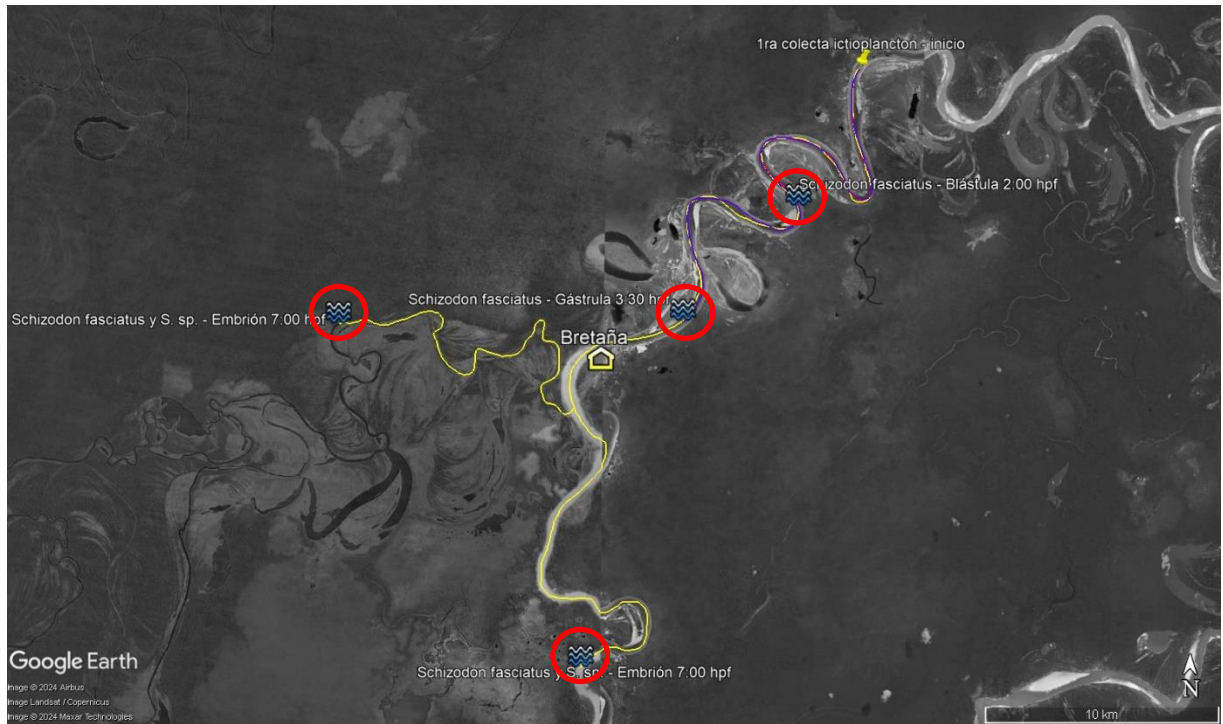 1ra colecta ictioplancton - inicio
Schizodon fasciatus - Blástula 2:00 hpf
Schizodon fasciatus - Gástrula 3 30 hpf
Schizodon fasciatus y S. sp. - Embrión 7:00 hpf
Bretaña
Schizodon fasciatus y S. sp. - Embrión 7:00 hpf
Google Earth
Image © 2024 Airbus
Image Landsat / Copernicus
Image © 2024 Maxar Technologies
N
10 km